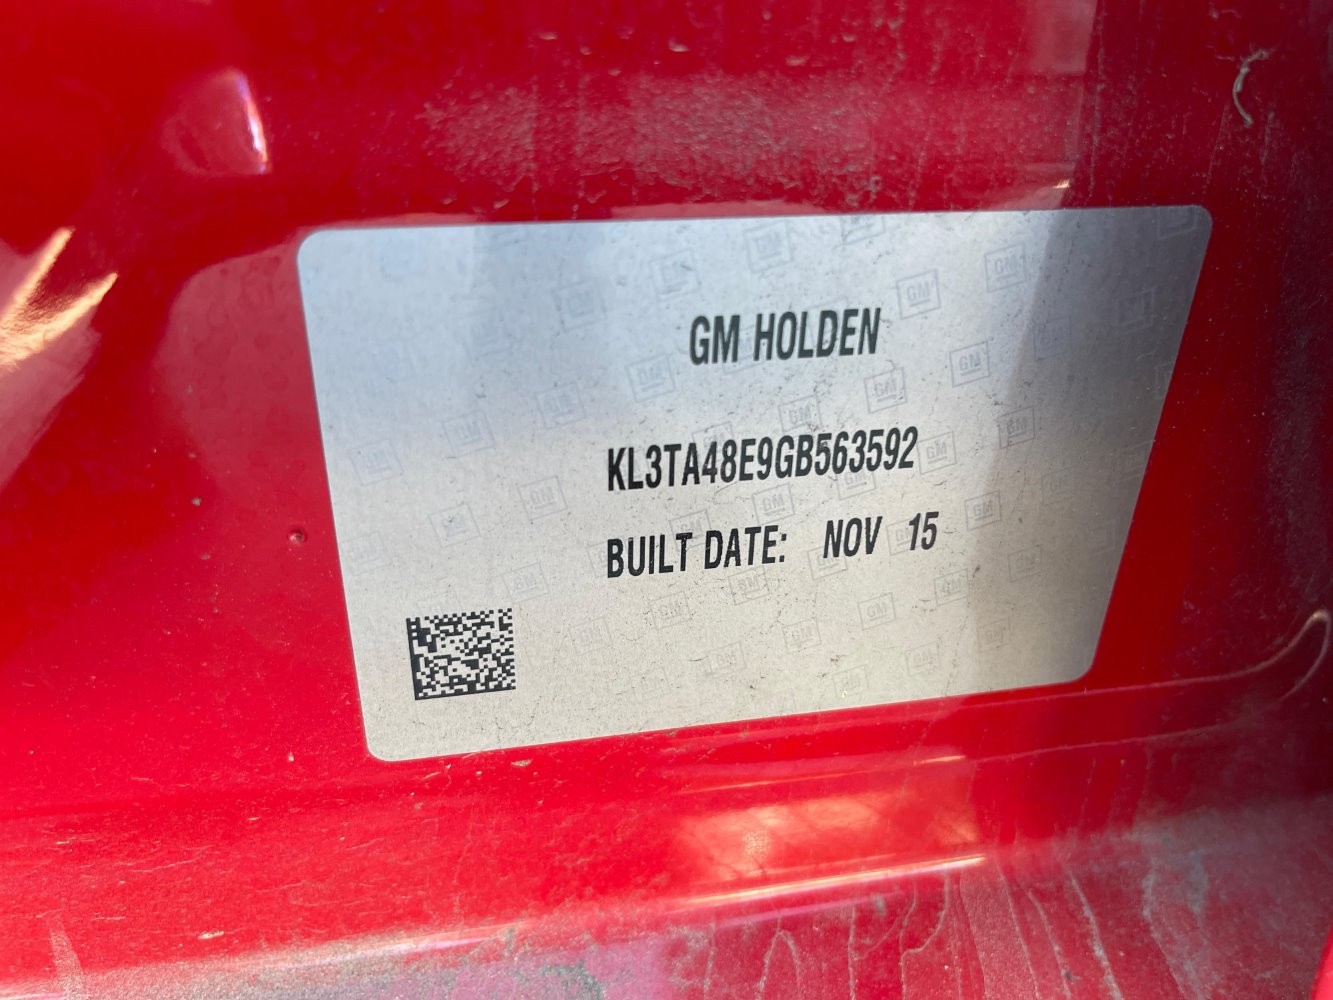 GM HOLDEN
KL3TA48E9GB563592
BUILT DATE: NOV 15